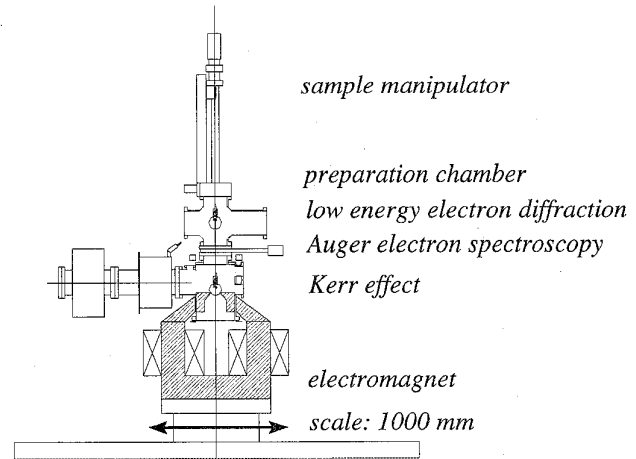 sample manipulator
preparation chamber
low energy electron diffraction
Auger electron spectroscopy
Kerr effect
electromagnet
scale: 1000 mm